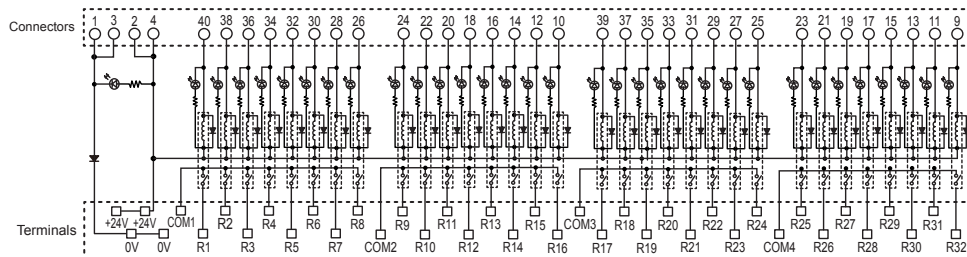 Connectors 1 3 2 4 40 38 36 34 32 30 28 26 24 22 20 18 16 14 12 10 39 37 35 33 31 29 27 25 23 21 19 17 15 13 11 9
+24V +24V COM1 R2 R4 R6 R8 R9 R11 R13 R15 COM3 R18 R20 R22 R24 R25 R27 R29 R31
Terminals
0V 0V R1 R3 R5 R7 COM2 R10 R12 R14 R16 R17 R19 R21 R23 COM4 R26 R28 R30 R32